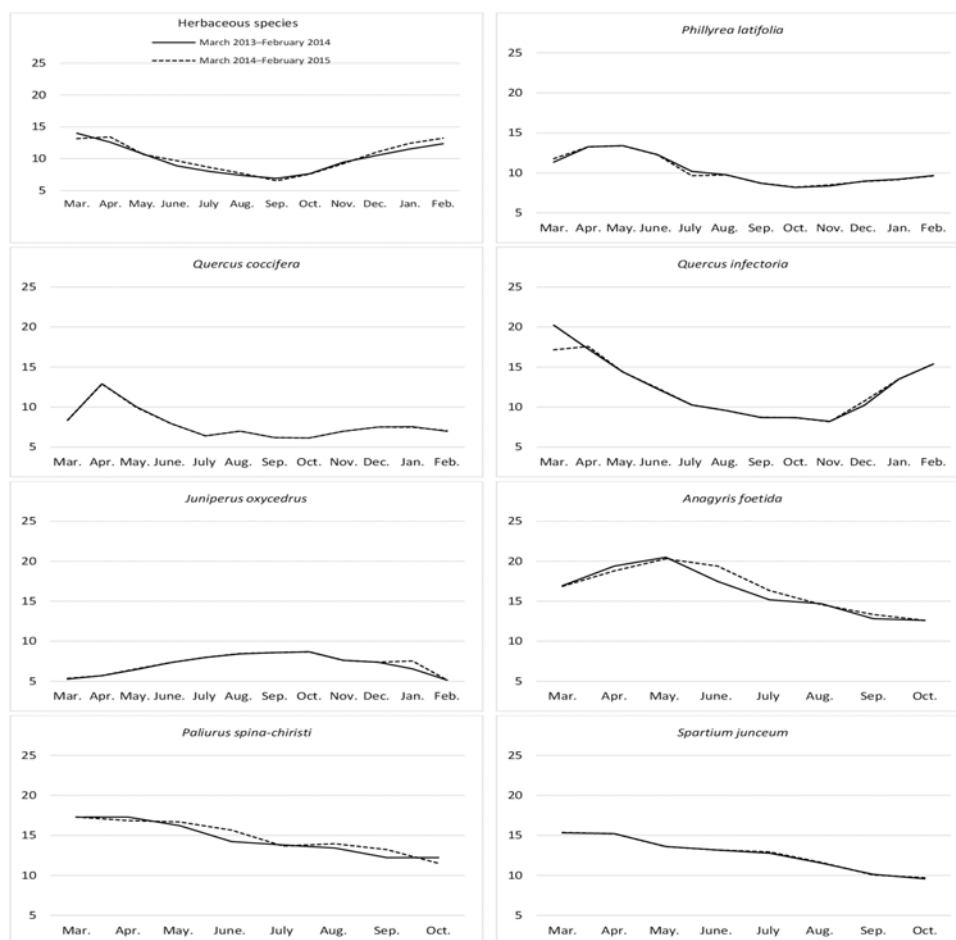 Herbaceous species
March 2013–February 2014
March 2014–February 2015
25
20
15
10
5
Mar. Apr. May. June. July Aug. Sep. Oct. Nov. Dec. Jan. Feb.
Phillyrea latifolia
25
20
15
10
5
Mar. Apr. May. June. July Aug. Sep. Oct. Nov. Dec. Jan. Feb.
Quercus coccifera
25
20
15
10
5
Mar. Apr. May. June. July Aug. Sep. Oct. Nov. Dec. Jan. Feb.
Quercus infectoria
25
20
15
10
5
Mar. Apr. May. June. July Aug. Sep. Oct. Nov. Dec. Jan. Feb.
Juniperus oxycedrus
25
20
15
10
5
Mar. Apr. May. June. July Aug. Sep. Oct. Nov. Dec. Jan. Feb.
Anagyris foetida
25
20
15
10
5
Mar. Apr. May. June. July Aug. Sep. Oct.
Paliurus spina-chiristi
25
20
15
10
5
Mar. Apr. May. June. July Aug. Sep. Oct.
Spartium junceum
25
20
15
10
5
Mar. Apr. May. June. July Aug. Sep. Oct.